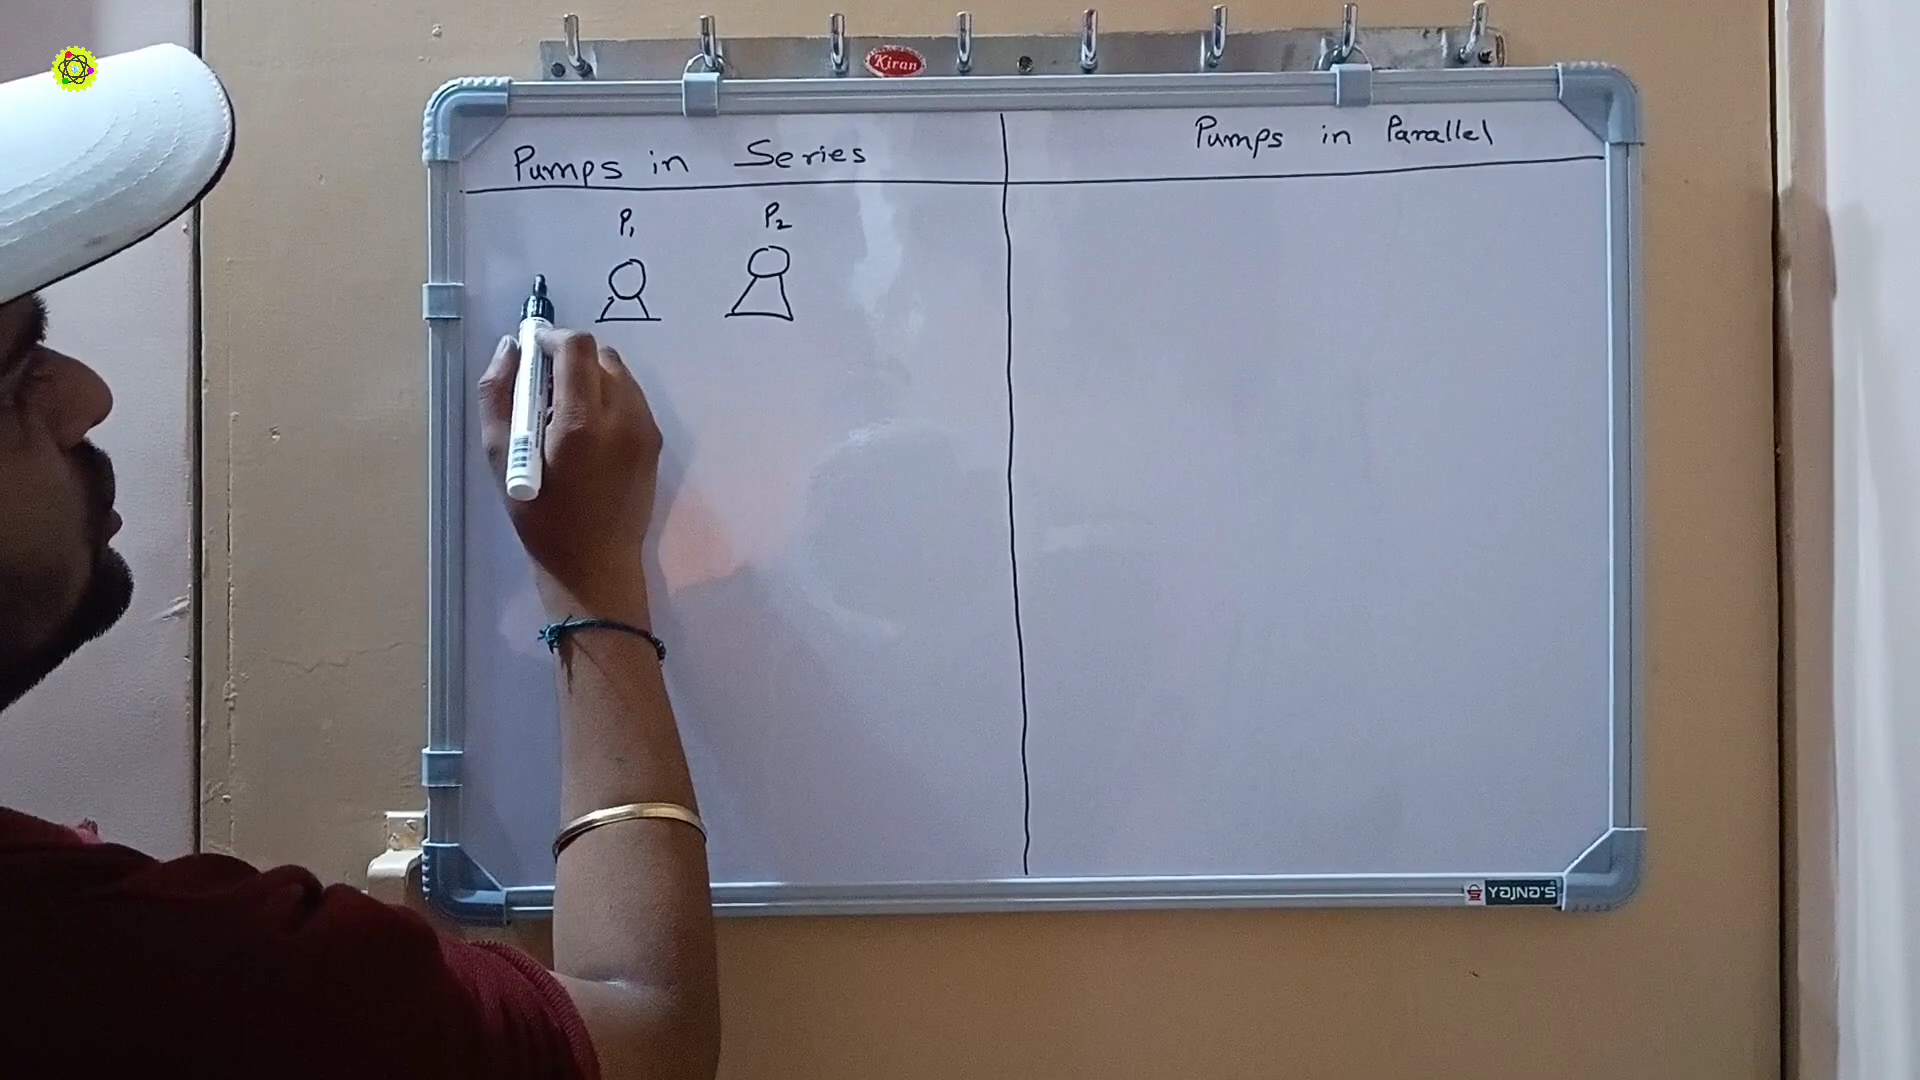 Kiran
Pumps in Series
Pumps in Parallel
P1
P2
YAJNA'S